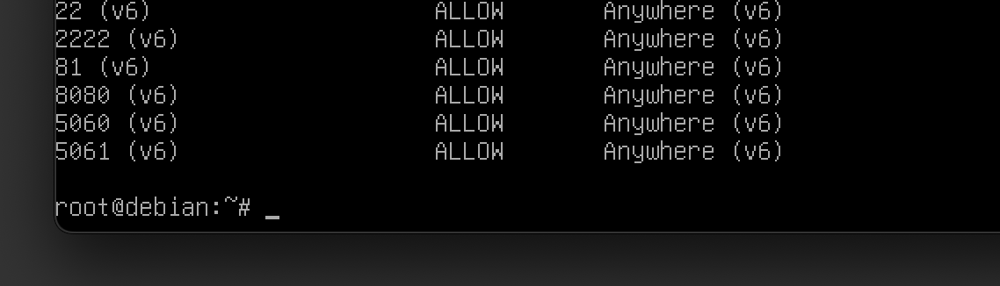 22 (v6)                    ALLOW       Anywhere (v6)
2222 (v6)                  ALLOW       Anywhere (v6)
81 (v6)                    ALLOW       Anywhere (v6)
8080 (v6)                  ALLOW       Anywhere (v6)
5060 (v6)                  ALLOW       Anywhere (v6)
5061 (v6)                  ALLOW       Anywhere (v6)
root@debian:~# _